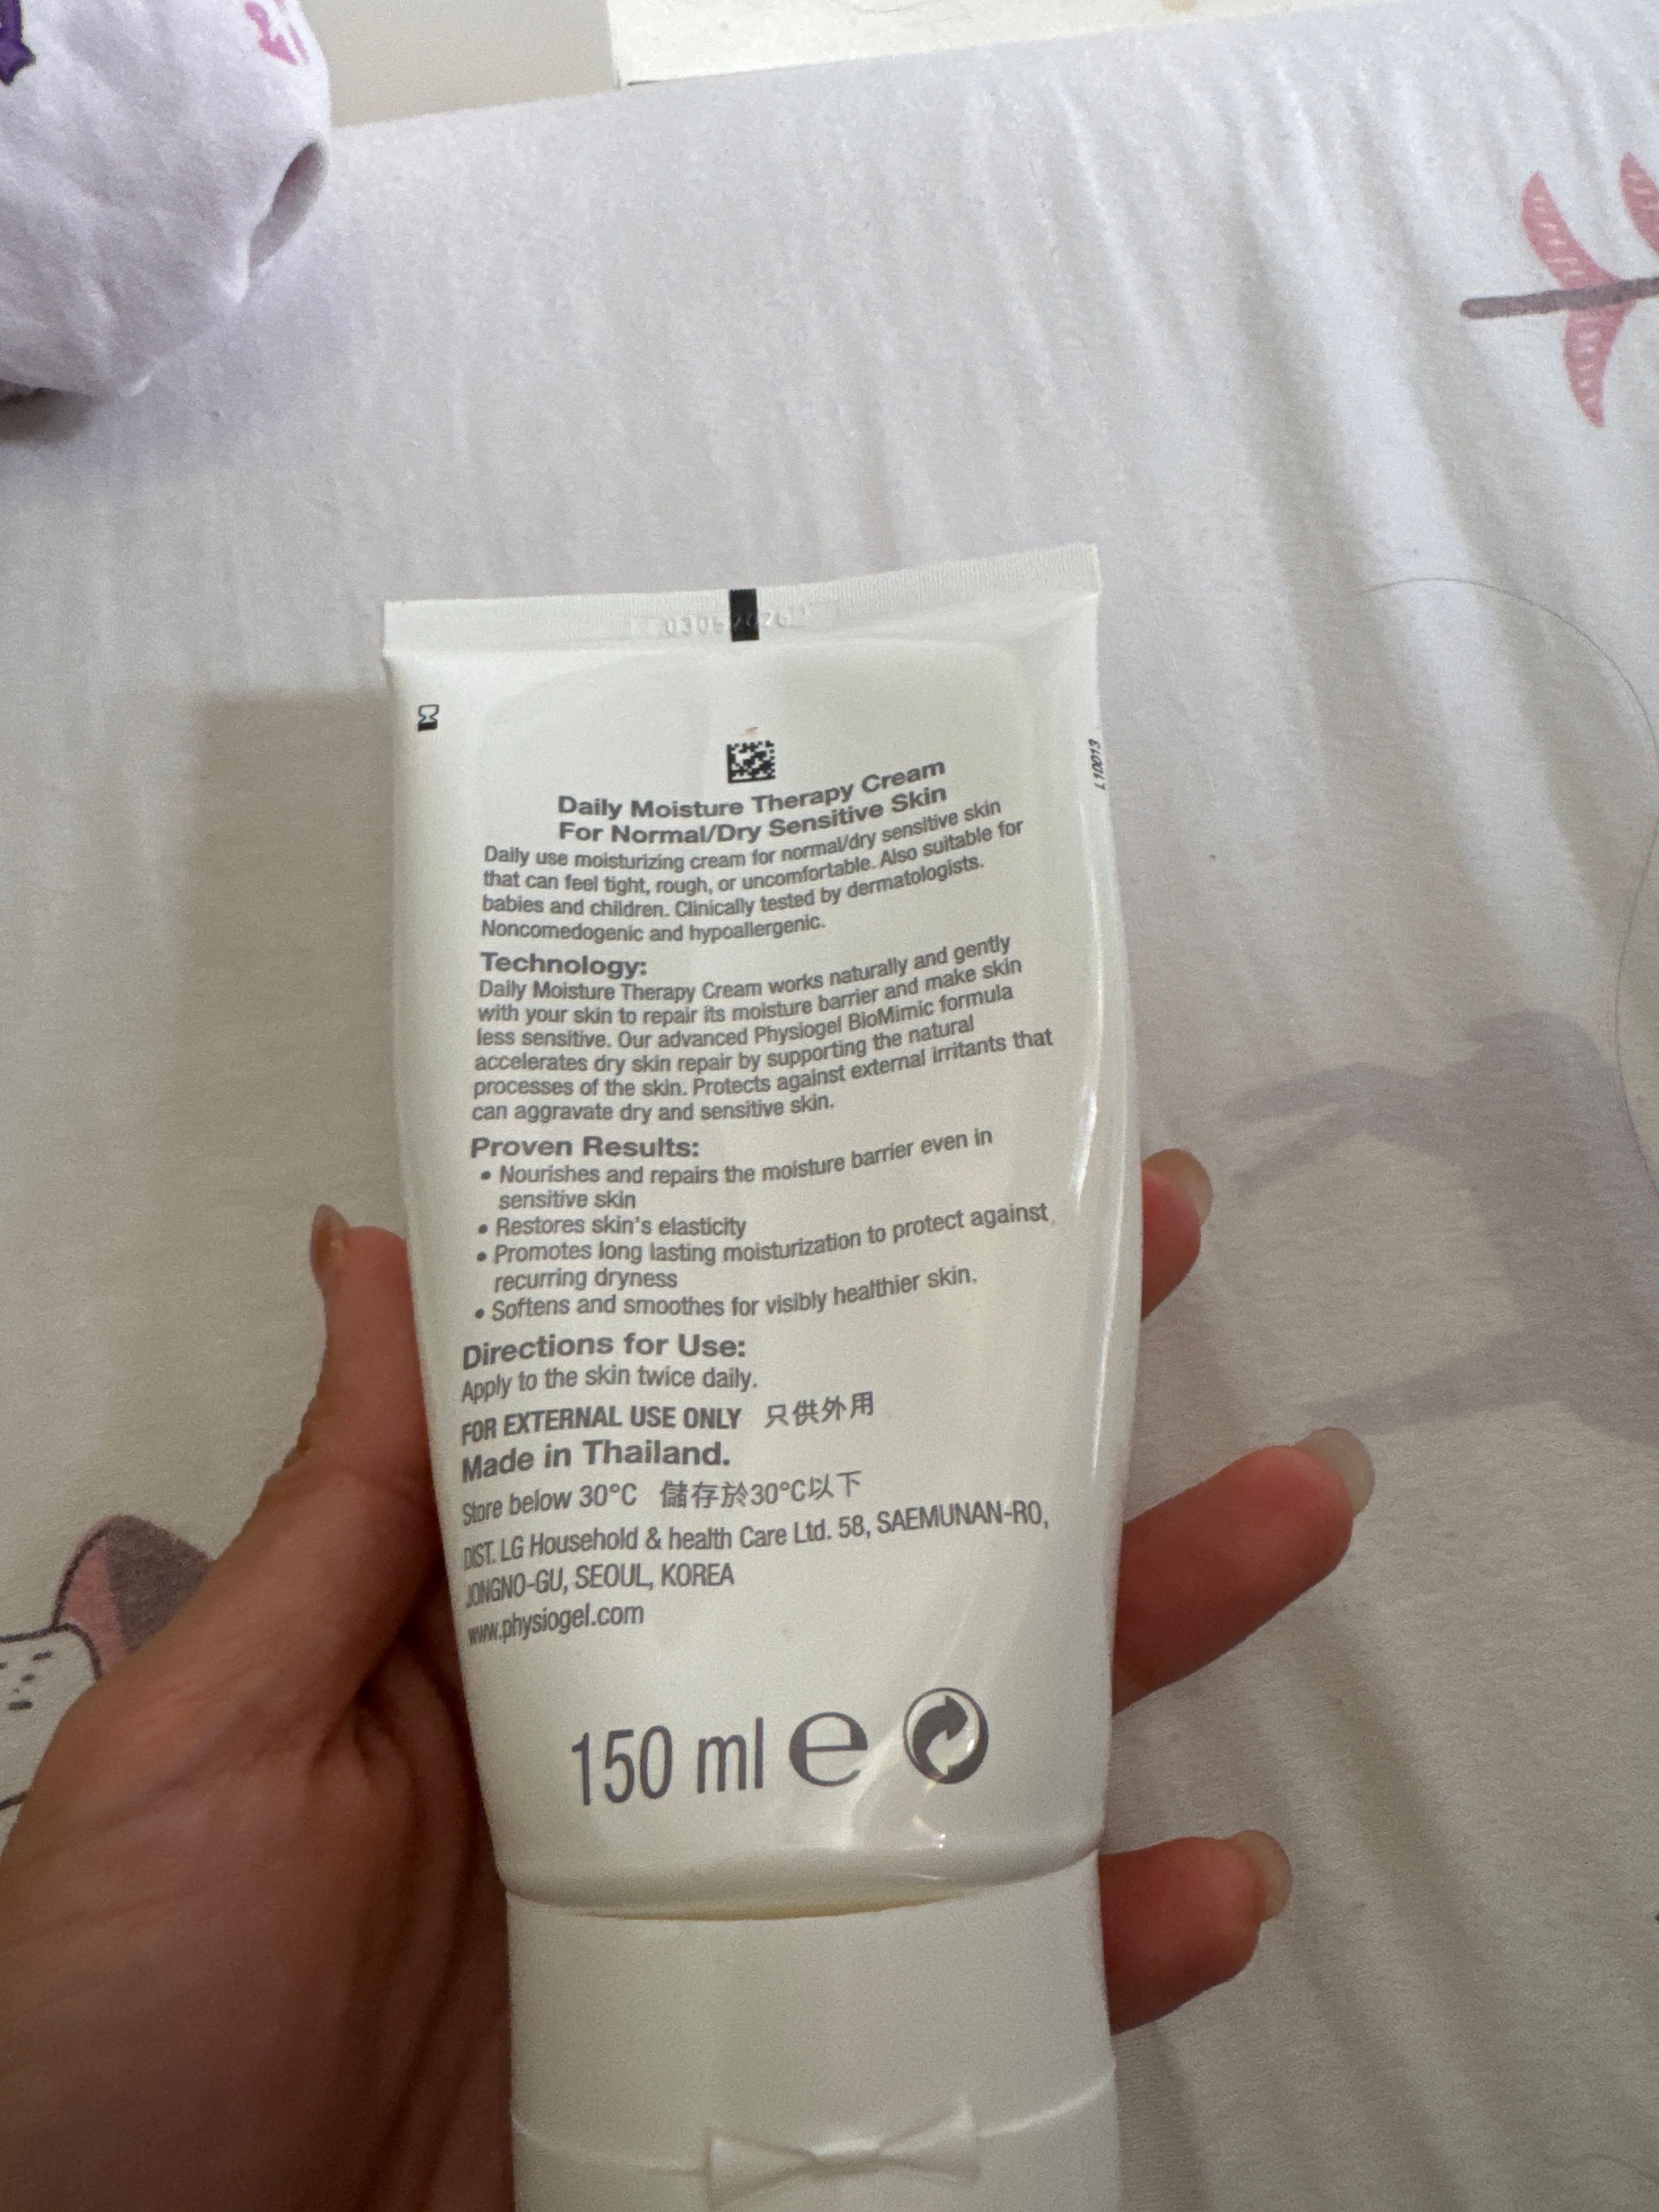 Daily Moisture Therapy Cream
For Normal/Dry Sensitive Skin
Daily use moisturizing cream for normal/dry sensitive skin
that can feel tight, rough, or uncomfortable. Also suitable for
babies and children. Clinically tested by dermatologists.
Noncomedogenic and hypoallergenic.
Technology:
Daily Moisture Therapy Cream works naturally and gently
with your skin to repair its moisture barrier and make skin
less sensitive. Our advanced Physiogel BioMimic formula
accelerates dry skin repair by supporting the natural
processes of the skin. Protects against external irritants that
can aggravate dry and sensitive skin.
Proven Results:
• Nourishes and repairs the moisture barrier even in
sensitive skin
• Restores skin's elasticity
• Promotes long lasting moisturization to protect against
recurring dryness
• Softens and smoothes for visibly healthier skin.
Directions for Use:
Apply to the skin twice daily.
FOR EXTERNAL USE ONLY 只供外用
Made in Thailand.
Store below 30°C 儲存於30°C以下
DIST. LG Household & health Care Ltd. 58, SAEMUNAN-RO,
JONGNO-GU, SEOUL, KOREA
www.physiogel.com
150 ml e
L10013